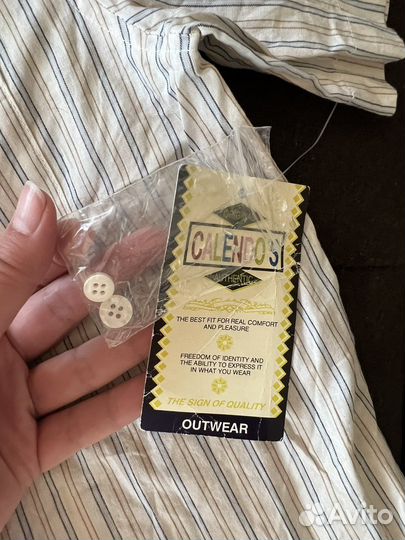 CALENDO'S
AUTHENTIC
THE BEST FIT FOR REAL COMFORT
AND PLEASURE
FREEDOM OF IDENTITY AND
THE ABILITY TO EXPRESS IT
IN WHAT YOU WEAR
THE SIGN OF QUALITY
OUTWEAR
Avito